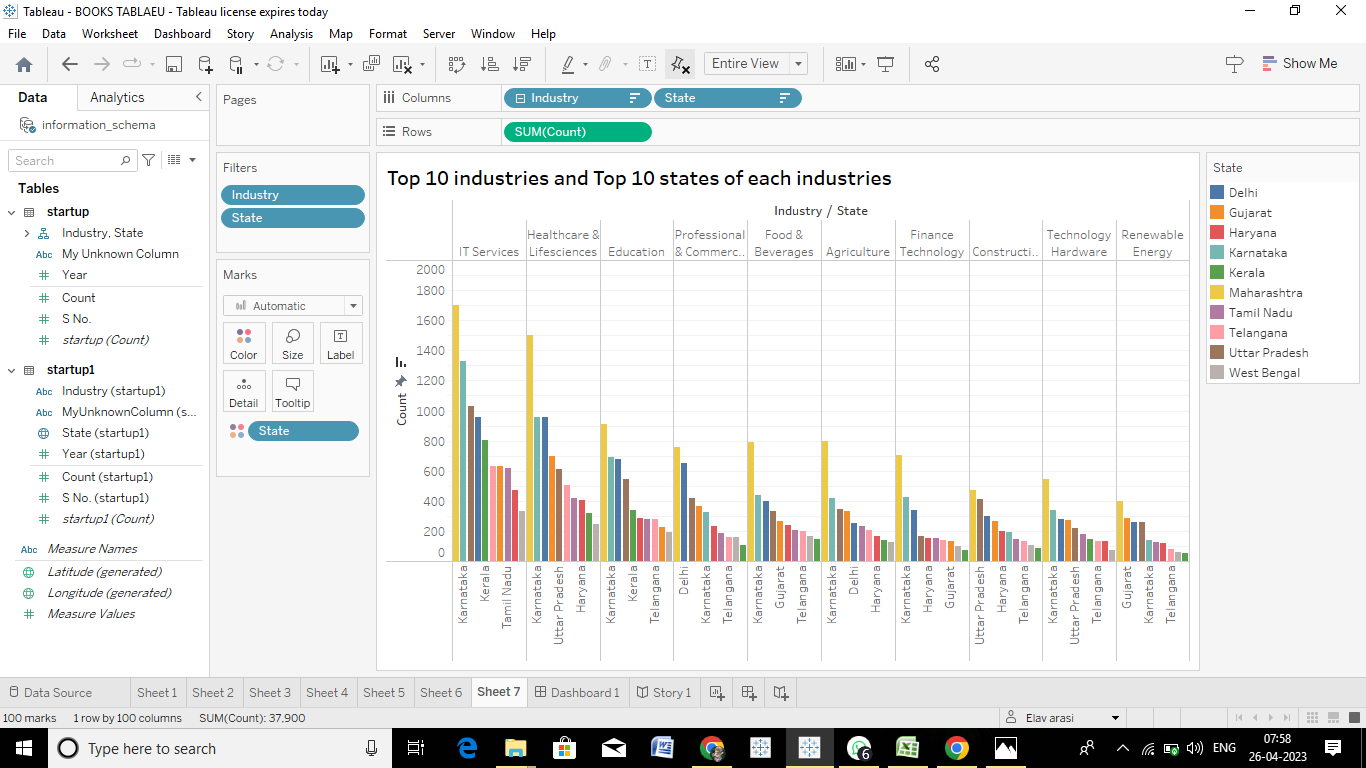 Tableau - BOOKS TABLAEU - Tableau license expires today
File Data Worksheet Dashboard Story Analysis Map Format Server Window Help
Entire View
Show Me
Data Analytics
information_schema
Search
Tables
startup
Industry, State
Abc My Unknown Column
Year
Count
S No.
startup (Count)
startup1
Abc Industry (startup1)
Abc MyUnknownColumn (s...
State (startup1)
Year (startup1)
Count (startup1)
S No. (startup1)
startup1 (Count)
Abc Measure Names
Latitude (generated)
Longitude (generated)
Measure Values
Pages
Filters
Industry
State
Marks
Automatic
Color Size Label
Detail Tooltip
State
Columns Industry State
Rows SUM(Count)
Top 10 industries and Top 10 states of each industries
Industry / State
IT Services
Healthcare &
Lifesciences
Education
Professional
& Commerc..
Food &
Beverages
Agriculture
Finance
Technology
Constructi..
Technology
Hardware
Renewable
Energy
Count
2000
1800
1600
1400
1200
1000
800
600
400
200
0
Karnataka Kerala Tamil Nadu
Karnataka Uttar Pradesh Haryana
Karnataka Kerala Telangana
Delhi Karnataka Telangana
Karnataka Gujarat Telangana
Karnataka Delhi Haryana
Karnataka Haryana Gujarat
Uttar Pradesh Haryana Telangana
Karnataka Uttar Pradesh Telangana
Gujarat Karnataka Telangana
State
Delhi
Gujarat
Haryana
Karnataka
Kerala
Maharashtra
Tamil Nadu
Telangana
Uttar Pradesh
West Bengal
Data Source Sheet 1 Sheet 2 Sheet 3 Sheet 4 Sheet 5 Sheet 6 Sheet 7 Dashboard 1 Story 1
100 marks 1 row by 100 columns SUM(Count): 37,900 Elav arasi
Type here to search
6
ENG
07:58
26-04-2023